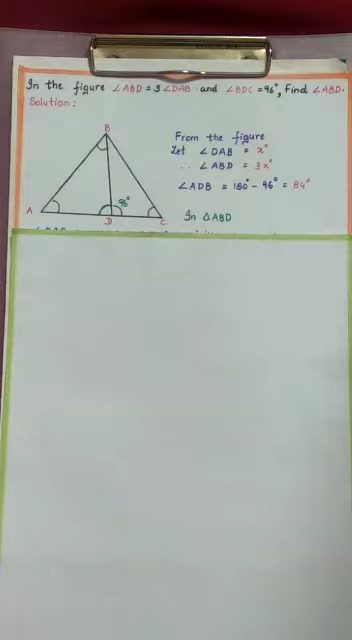 In the figure ∠ABD = 3 ∠DAB and ∠BDC = 96°, Find ∠ABD.
Solution:
B
From the figure
Let ∠DAB = x°
∴ ∠ABD = 3x°
∠ADB = 180° - 96° = 84°
96°
A
D
C
In △ABD